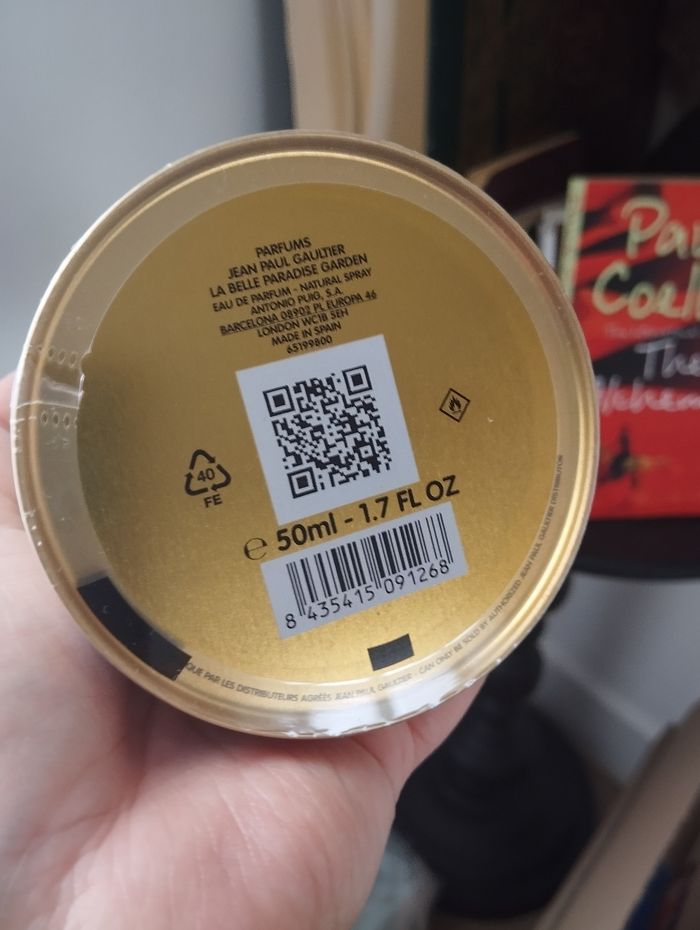 PARFUMS
JEAN PAUL GAULTIER
LA BELLE PARADISE GARDEN
EAU DE PARFUM - NATURAL SPRAY
ANTONIO PUIG, S.A.
BARCELONA 08902 PL EUROPA 46
LONDON WC1B 5EH
MADE IN SPAIN
65199800
40
FE
℮ 50ml - 1.7 FL OZ
8 435415 091268
PAR LES DISTRIBUTEURS AGRÉÉS JEAN PAUL GAULTIER - CAN ONLY BE SOLD BY AUTHORIZED JEAN PAUL GAULTIER DISTRIBUTOR
The